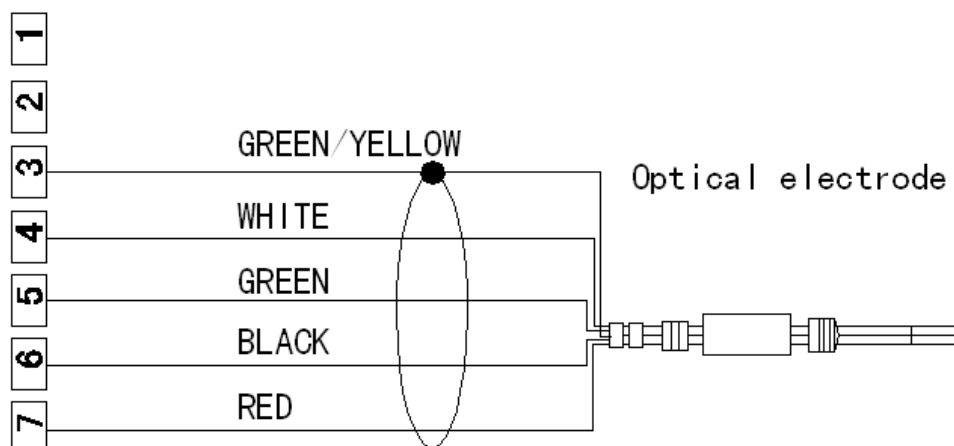 1
2
GREEN/YELLOW
3
Optical electrode
WHITE
4
GREEN
5
BLACK
6
RED
7